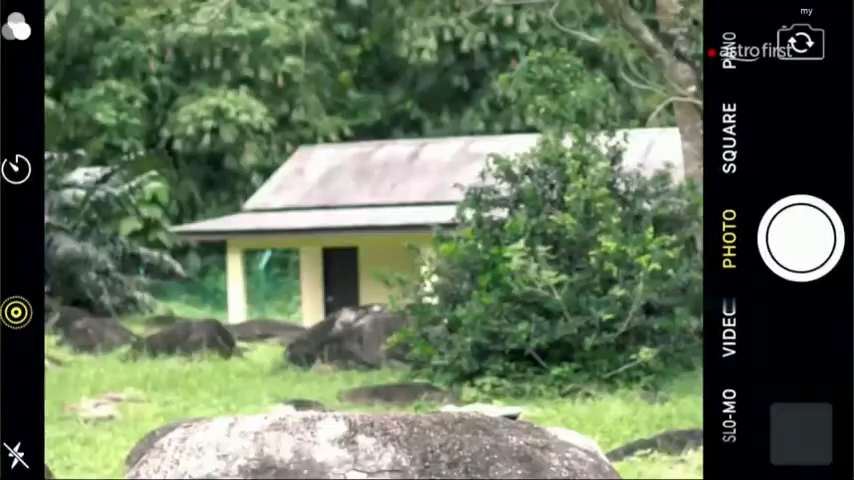 my
astro first
PANO
SQUARE
PHOTO
VIDEO
SLO-MO